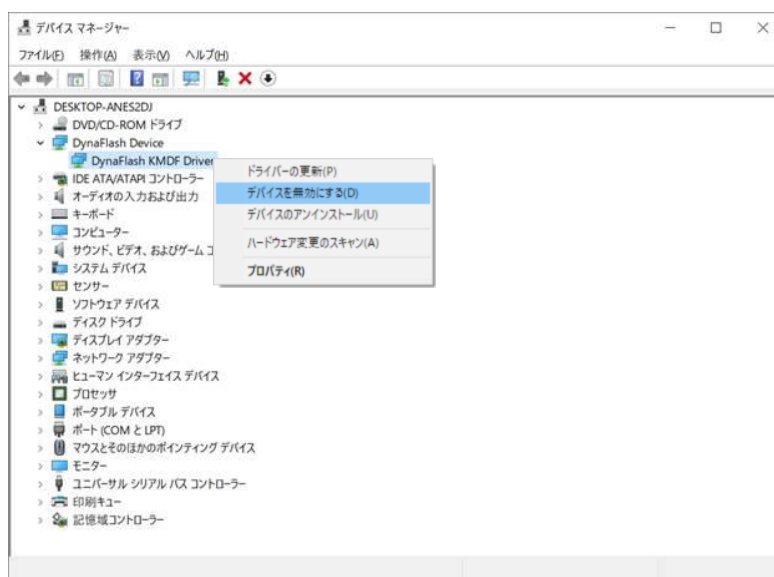 デバイス マネージャー
ファイル(F) 操作(A) 表示(V) ヘルプ(H)
DESKTOP-ANES2DJ
DVD/CD-ROM ドライブ
DynaFlash Device
DynaFlash KMDF Driver
ドライバーの更新(P)
デバイスを無効にする(D)
デバイスのアンインストール(U)
ハードウェア変更のスキャン(A)
プロパティ(R)
IDE ATA/ATAPI コントローラー
オーディオの入力および出力
キーボード
コンピューター
サウンド、ビデオ、およびゲーム コ
システム デバイス
センサー
ソフトウェア デバイス
ディスク ドライブ
ディスプレイ アダプター
ネットワーク アダプター
ヒューマン インターフェイス デバイス
プロセッサ
ポータブル デバイス
ポート (COM と LPT)
マウスとそのほかのポインティング デバイス
モニター
ユニバーサル シリアル バス コントローラー
印刷キュー
記憶域コントローラー